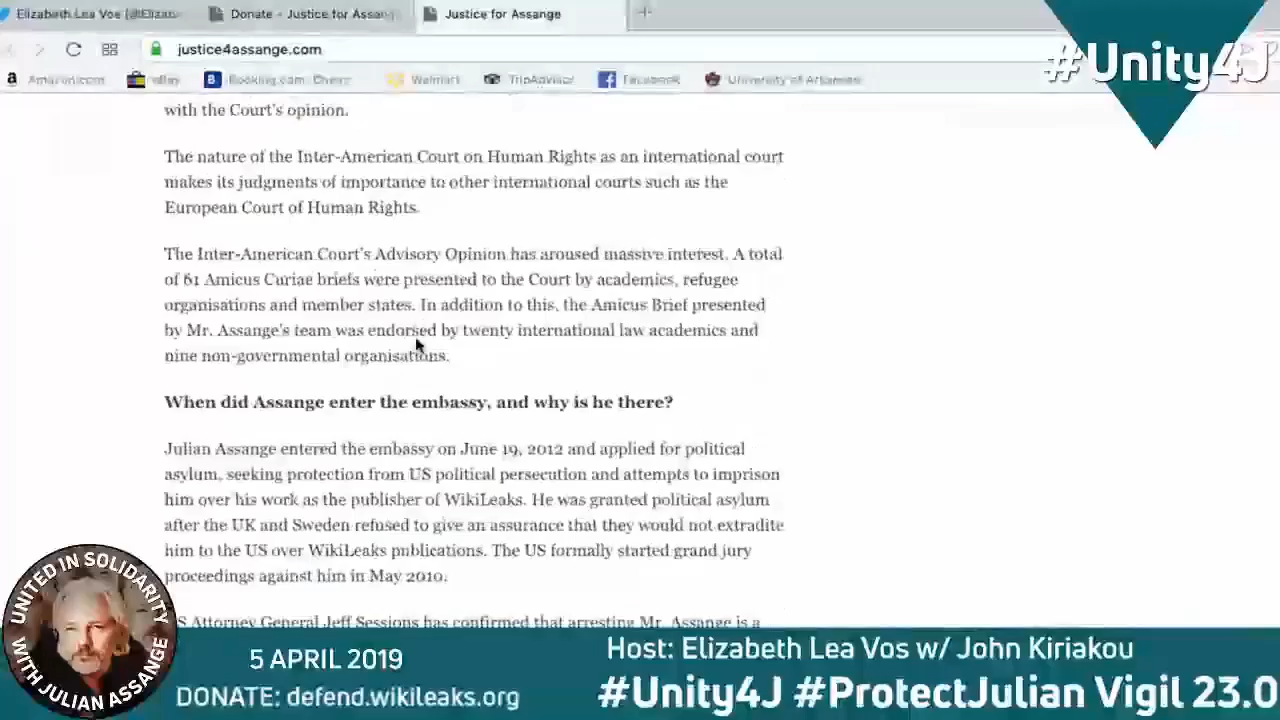 Elizabeth Lea Vos (@Elizab
Donate - Justice for Assang
Justice for Assange
justice4assange.com
Amazon.com
eBay
Booking.com
Walmart
TripAdvisor
Facebook
University of Arkansas
#Unity4J
with the Court's opinion.
The nature of the Inter-American Court on Human Rights as an international court
makes its judgments of importance to other international courts such as the
European Court of Human Rights.
The Inter-American Court's Advisory Opinion has aroused massive interest. A total
of 61 Amicus Curiae briefs were presented to the Court by academics, refugee
organisations and member states. In addition to this, the Amicus Brief presented
by Mr. Assange's team was endorsed by twenty international law academics and
nine non-governmental organisations.
When did Assange enter the embassy, and why is he there?
Julian Assange entered the embassy on June 19, 2012 and applied for political
asylum, seeking protection from US political persecution and attempts to imprison
him over his work as the publisher of WikiLeaks. He was granted political asylum
after the UK and Sweden refused to give an assurance that they would not extradite
him to the US over WikiLeaks publications. The US formally started grand jury
proceedings against him in May 2010.
US Attorney General Jeff Sessions has confirmed that arresting Mr. Assange is a
UNITED IN SOLIDARITY
WITH JULIAN ASSANGE
5 APRIL 2019
DONATE: defend.wikileaks.org
Host: Elizabeth Lea Vos w/ John Kiriakou
#Unity4J #ProtectJulian Vigil 23.0